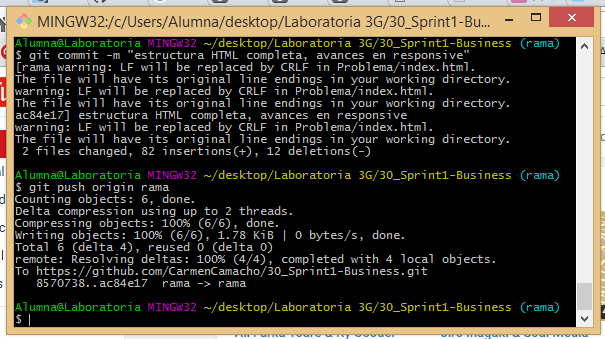 MINGW32:/c/Users/Alumna/desktop/Laboratoria 3G/30_Sprint1-Bu...
Alumna@Laboratoria MINGW32 ~/desktop/Laboratoria 3G/30_Sprint1-Business (rama)
$ git commit -m "estructura HTML completa, avances en responsive"
[rama warning: LF will be replaced by CRLF in Problema/index.html.
The file will have its original line endings in your working directory.
warning: LF will be replaced by CRLF in Problema/index.html.
The file will have its original line endings in your working directory.
ac84e17] estructura HTML completa, avances en responsive
warning: LF will be replaced by CRLF in Problema/index.html.
The file will have its original line endings in your working directory.
 2 files changed, 82 insertions(+), 12 deletions(-)
Alumna@Laboratoria MINGW32 ~/desktop/Laboratoria 3G/30_Sprint1-Business (rama)
$ git push origin rama
Counting objects: 6, done.
Delta compression using up to 2 threads.
Compressing objects: 100% (6/6), done.
Writing objects: 100% (6/6), 1.78 KiB | 0 bytes/s, done.
Total 6 (delta 4), reused 0 (delta 0)
remote: Resolving deltas: 100% (4/4), completed with 4 local objects.
To https://github.com/CarmenCamacho/30_Sprint1-Business.git
   8570738..ac84e17  rama -> rama
Alumna@Laboratoria MINGW32 ~/desktop/Laboratoria 3G/30_Sprint1-Business (rama)
$